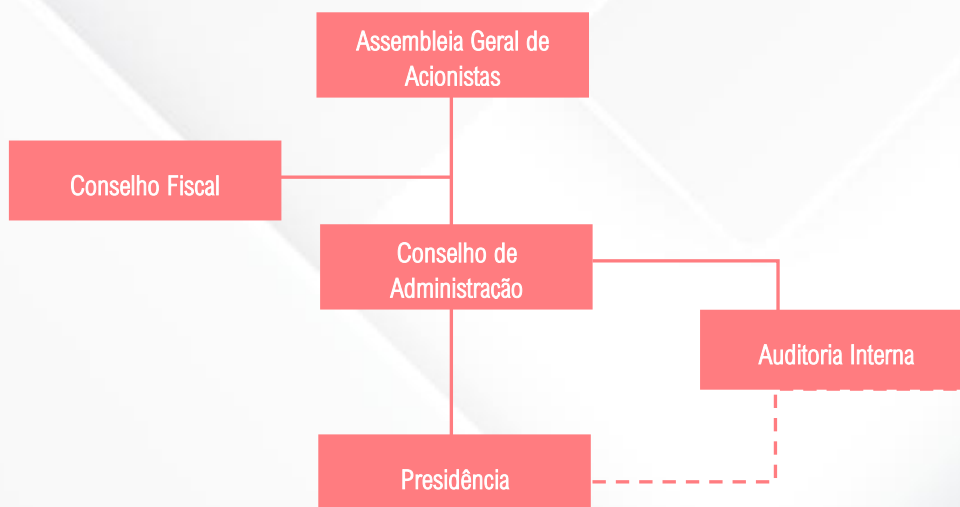 Assembleia Geral de
Acionistas
Conselho Fiscal
Conselho de
Administração
Auditoria Interna
Presidência